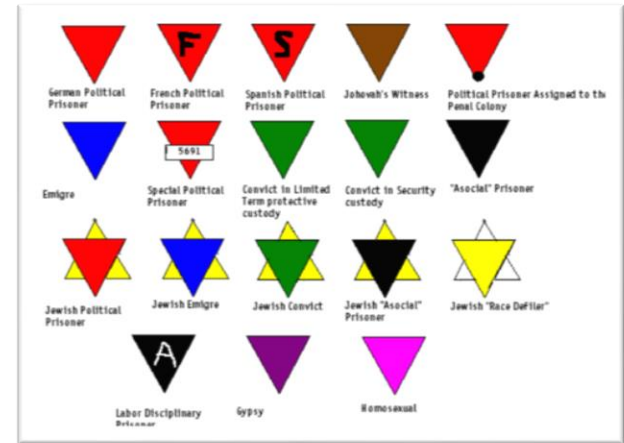 F
S
German Political
Prisoner
French Political
Prisoner
Spanish Political
Prisoner
Johovah's Witness
Political Prisoner Assigned to the
Penal Colony
5691
Emigre
Special Political
Prisoner
Convict in Limited
Term protective
custody
Convict in Security
custody
"Asocial" Prisoner
Jewish Political
Prisoner
Jewish Emigre
Jewish Convict
Jewish "Asocial"
Prisoner
Jewish "Race Defiler"
A
Labor Disciplinary
Prisoner
Gypsy
Homosexual